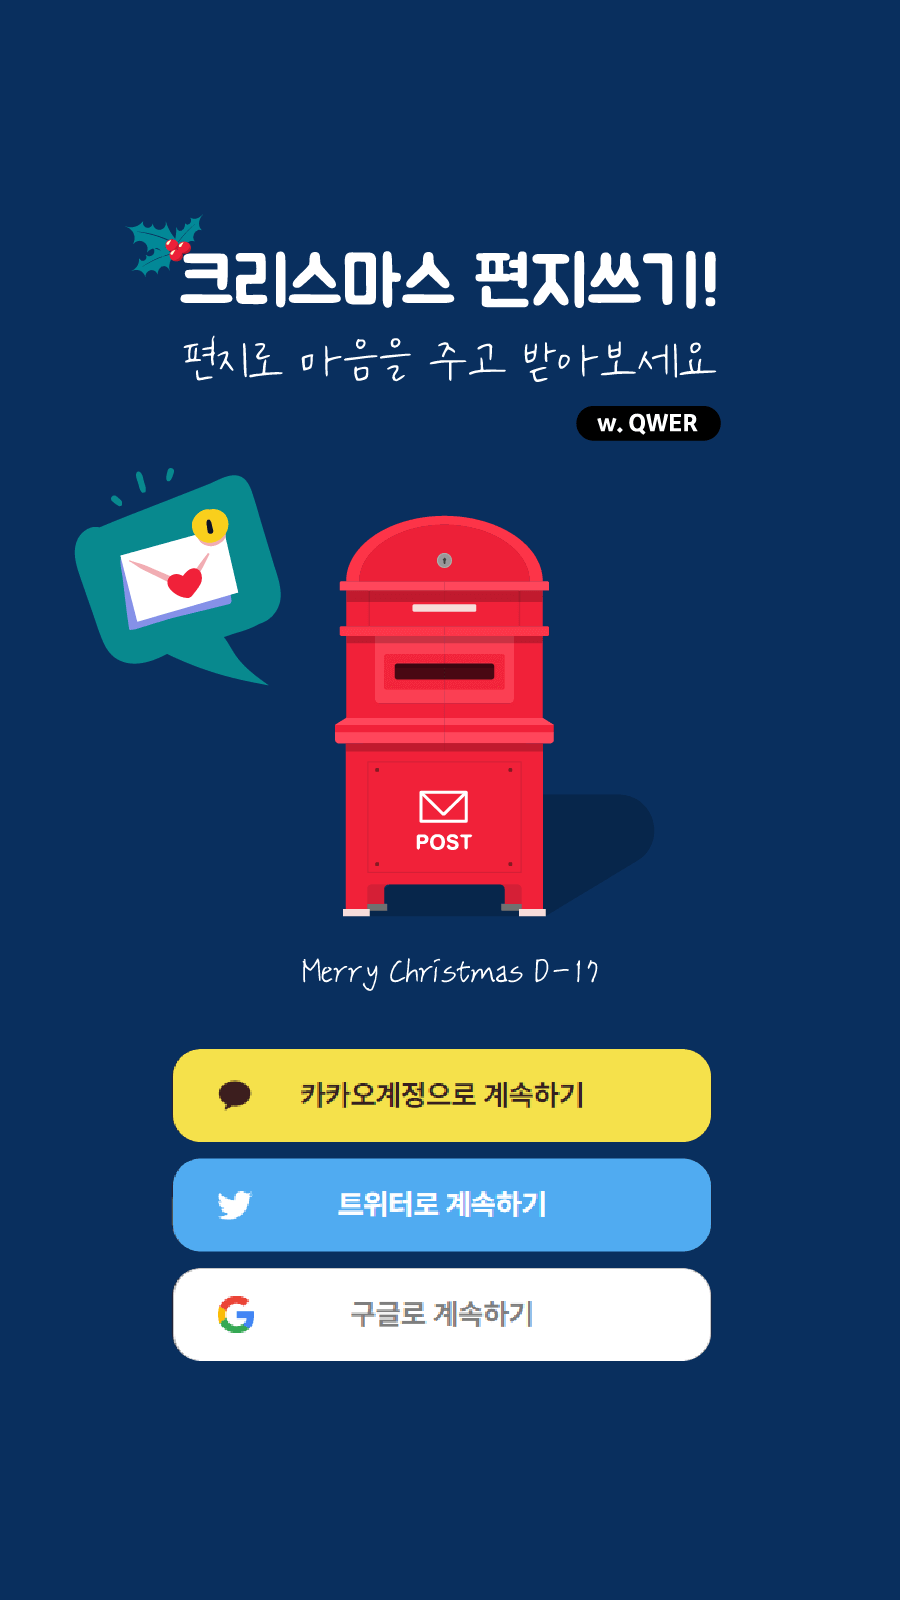 크리스마스 편지쓰기!
편지로 마음을 주고 받아보세요
w. QWER
POST
Merry Christmas D-17
카카오계정으로 계속하기
트위터로 계속하기
구글로 계속하기